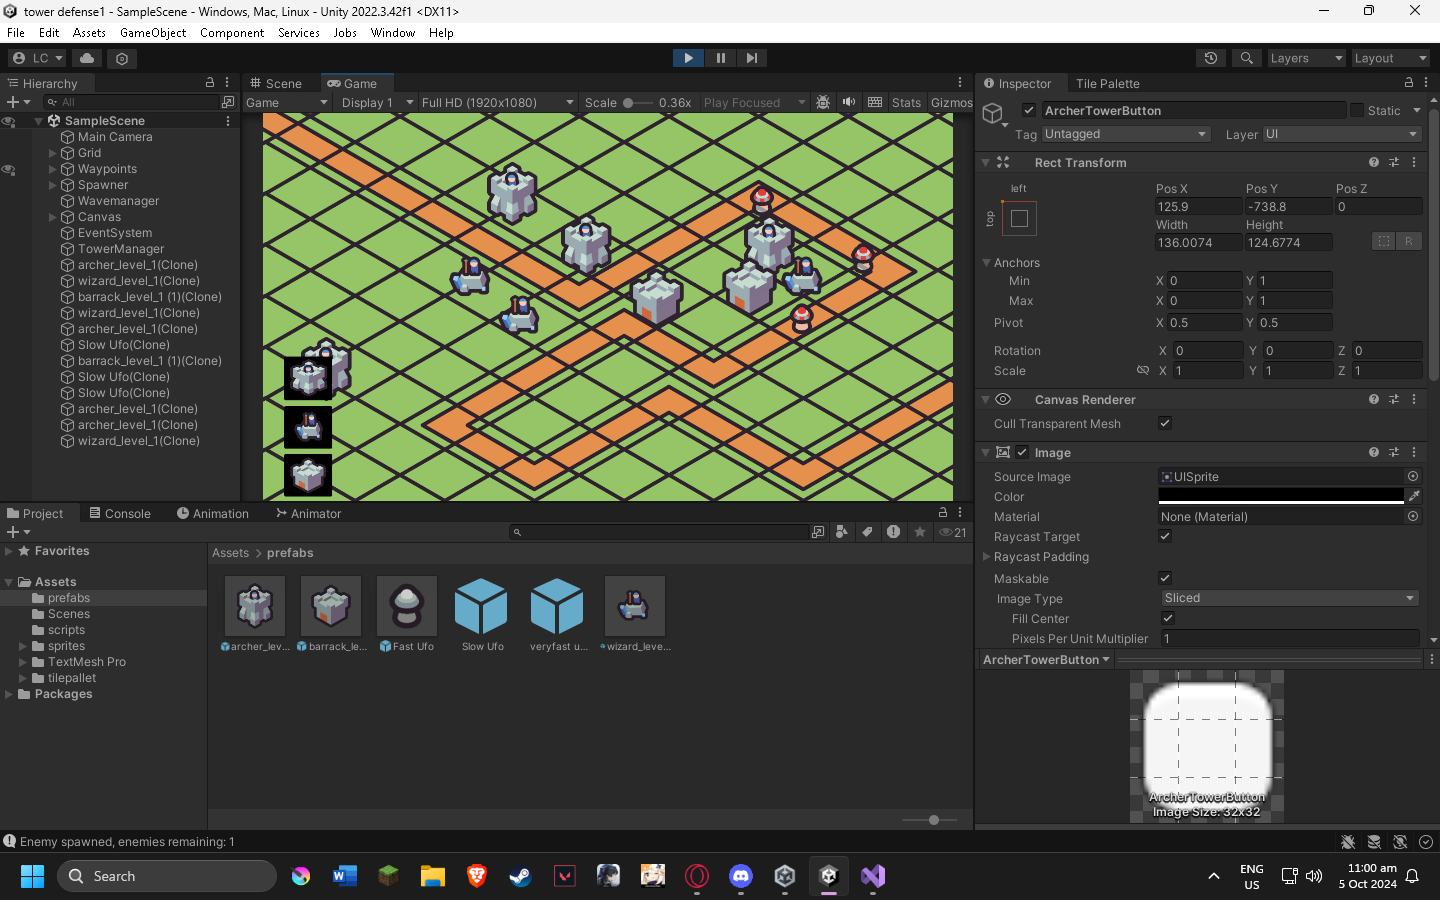 tower defense1 - SampleScene - Windows, Mac, Linux - Unity 2022.3.42f1 <DX11>
File Edit Assets GameObject Component Services Jobs Window Help
LC
Layers Layout
Hierarchy
All
SampleScene
Main Camera
Grid
Waypoints
Spawner
Wavemanager
Canvas
EventSystem
TowerManager
archer_level_1(Clone)
wizard_level_1(Clone)
barrack_level_1 (1)(Clone)
wizard_level_1(Clone)
archer_level_1(Clone)
Slow Ufo(Clone)
barrack_level_1 (1)(Clone)
Slow Ufo(Clone)
Slow Ufo(Clone)
archer_level_1(Clone)
archer_level_1(Clone)
wizard_level_1(Clone)
Scene Game
Game Display 1 Full HD (1920x1080) Scale 0.36x Play Focused Stats Gizmos
Inspector Tile Palette
ArcherTowerButton Static
Tag Untagged Layer UI
Rect Transform
left
top
Pos X Pos Y Pos Z
125.9 -738.8 0
Width Height
136.0074 124.6774
R
Anchors
Min X 0 Y 1
Max X 0 Y 1
Pivot X 0.5 Y 0.5
Rotation X 0 Y 0 Z 0
Scale X 1 Y 1 Z 1
Canvas Renderer
Cull Transparent Mesh
Image
Source Image UISprite
Color
Material None (Material)
Raycast Target
Raycast Padding
Maskable
Image Type Sliced
Fill Center
Pixels Per Unit Multiplier 1
ArcherTowerButton
ArcherTowerButton
Image Size: 32x32
Project Console Animation Animator
21
Favorites
Assets
prefabs
Scenes
scripts
sprites
TextMesh Pro
tilepallet
Packages
Assets > prefabs
archer_lev... barrack_le... Fast Ufo Slow Ufo veryfast u... wizard_leve...
Enemy spawned, enemies remaining: 1
Search
ENG
US
11:00 am
5 Oct 2024